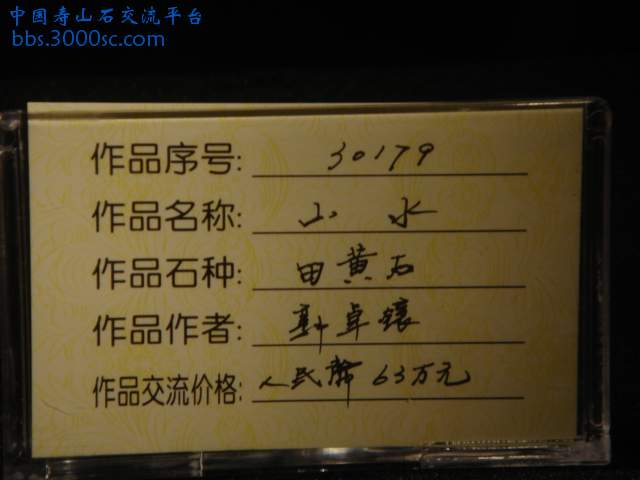 中国寿山石交流平台
bbs.3000sc.com
作品序号: 30179
作品名称: 山 水
作品石种: 田黄石
作品作者: 卓
作品交流价格: 人民幣 63万元